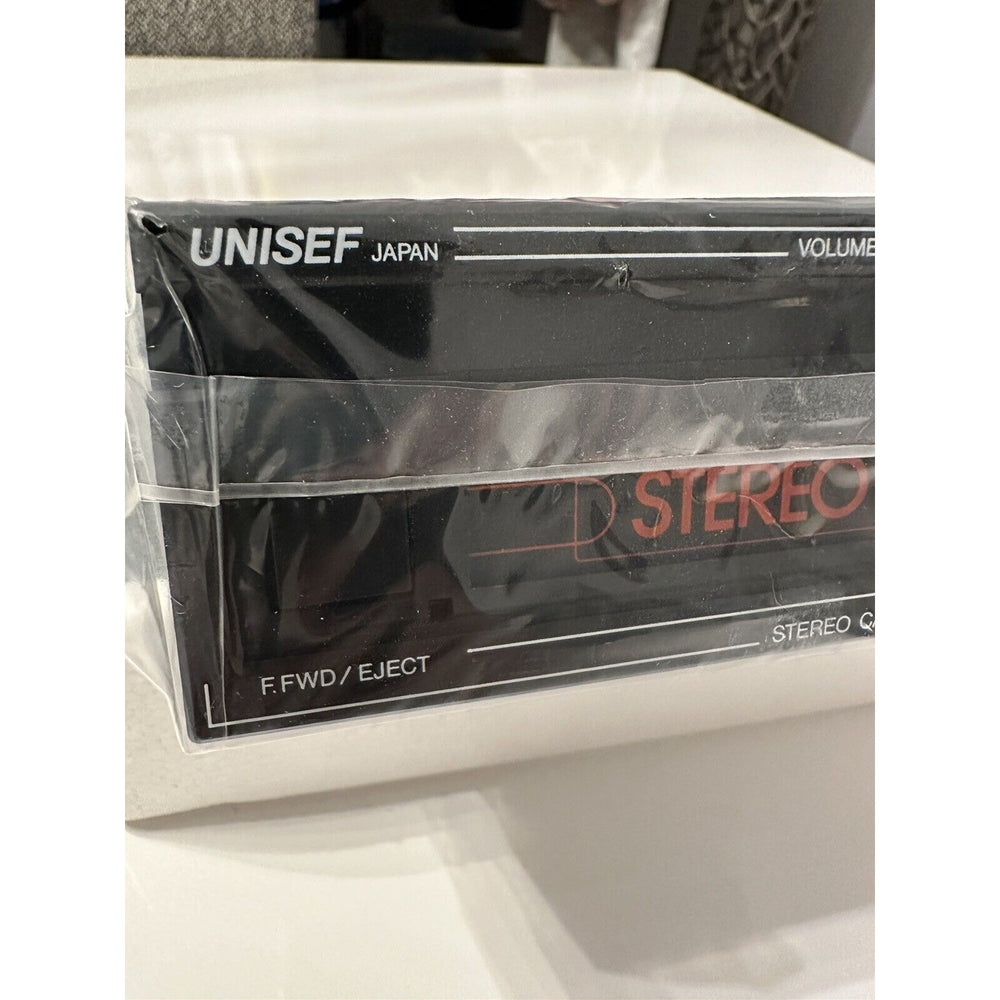 UNISEF JAPAN
VOLUME
STEREO
STEREO
F.FWD/EJECT